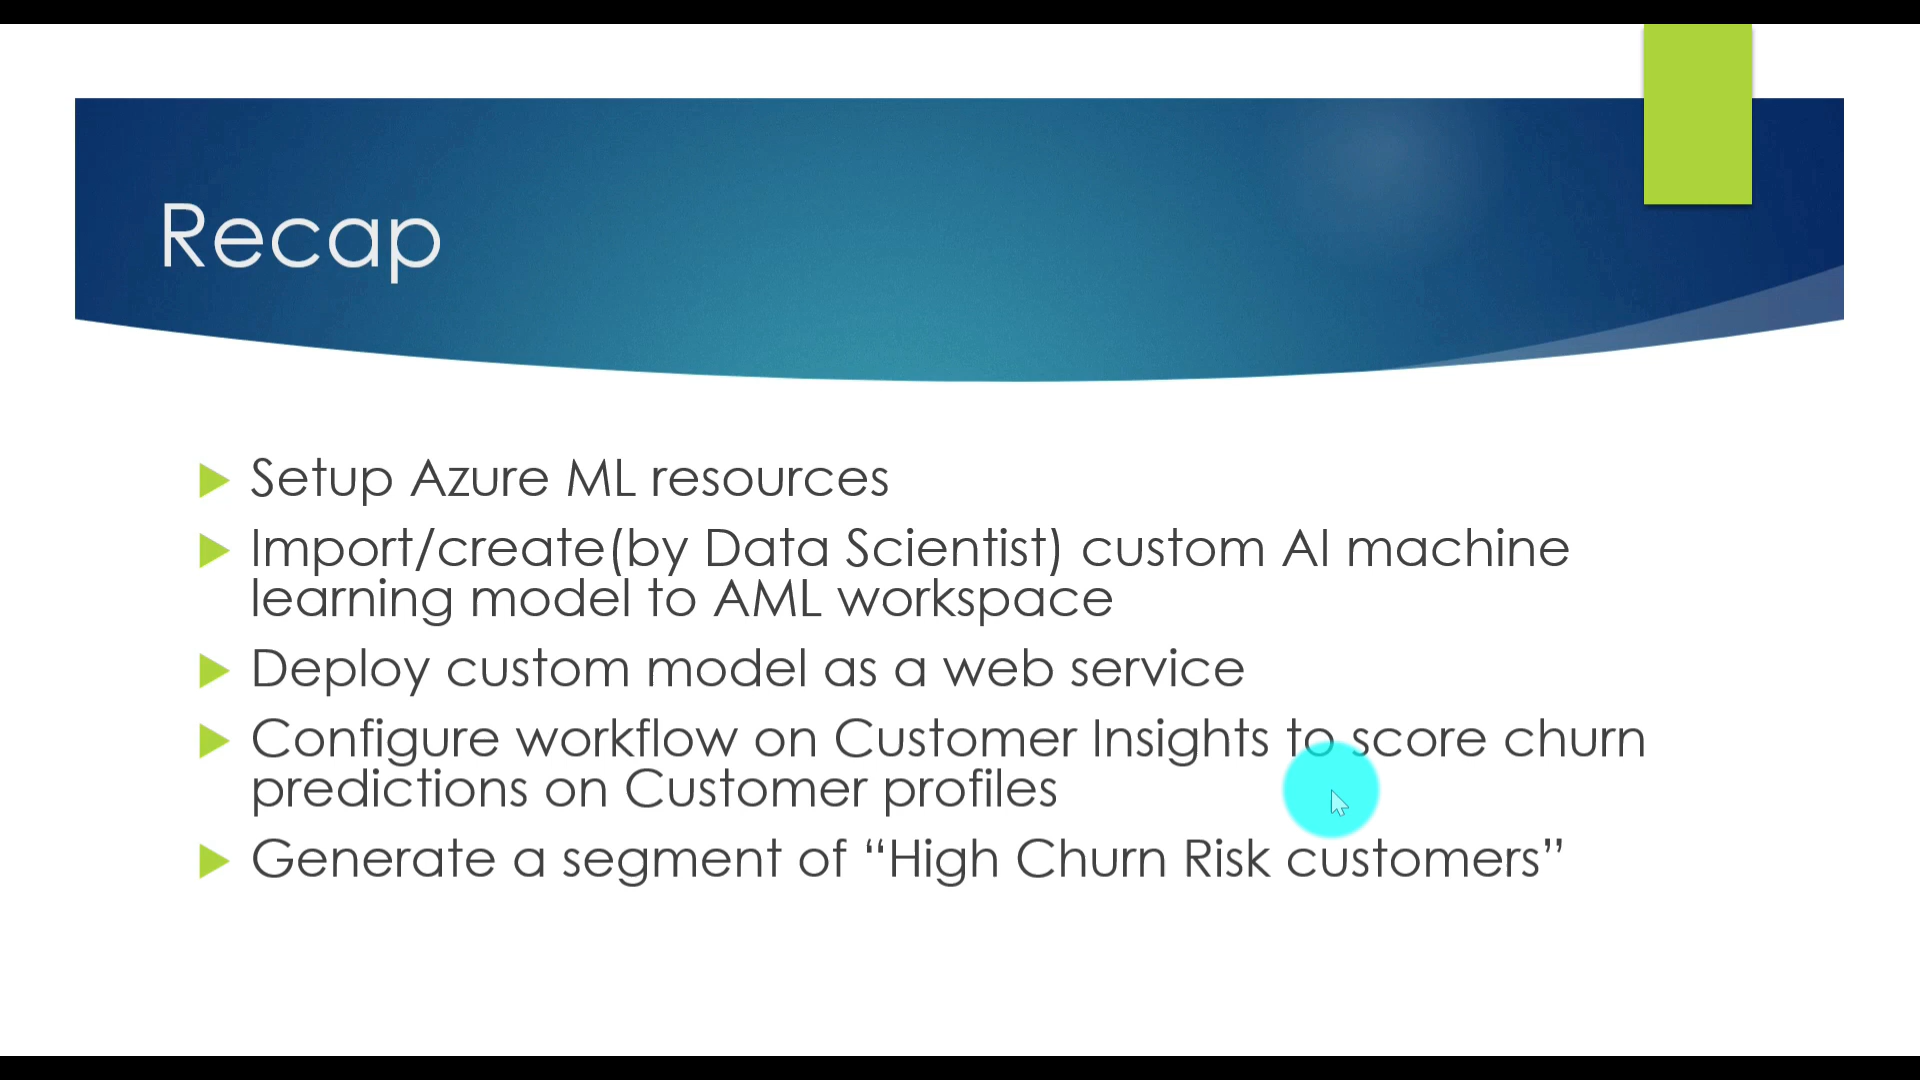 Recap
Setup Azure ML resources
Import/create(by Data Scientist) custom AI machine
learning model to AML workspace
Deploy custom model as a web service
Configure workflow on Customer Insights to score churn
predictions on Customer profiles
Generate a segment of “High Churn Risk customers”